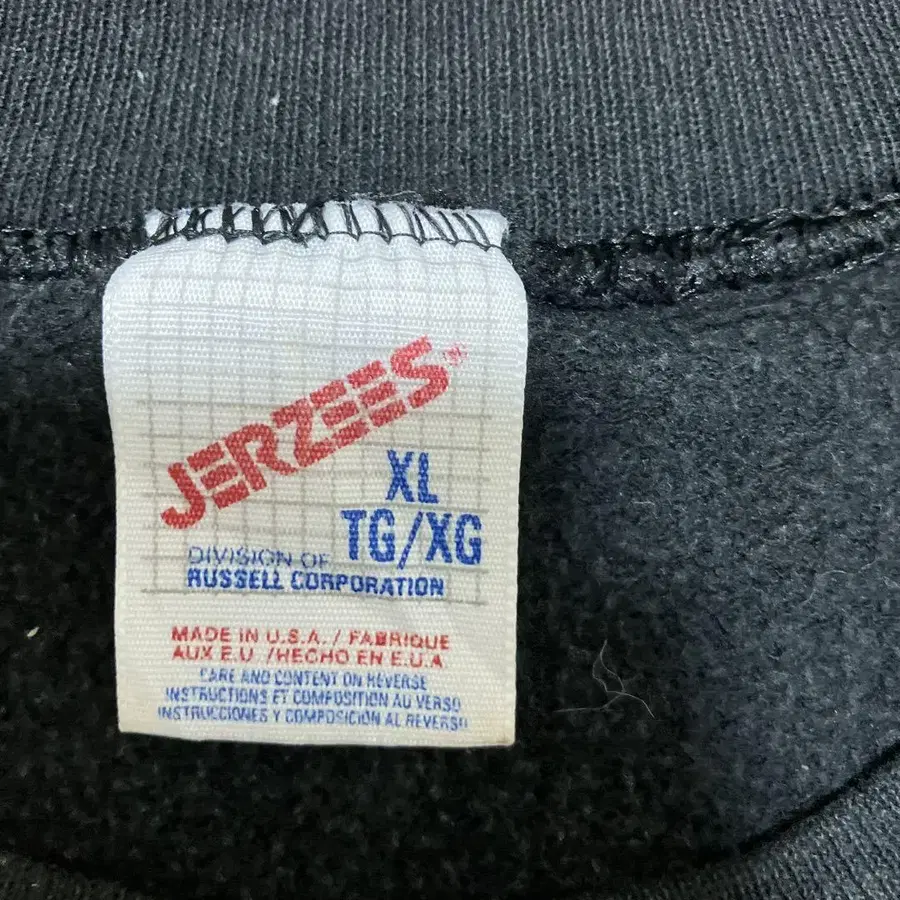 JERZEES®
XL
TG/XG
DIVISION OF
RUSSELL CORPORATION
MADE IN U.S.A. / FABRIQUE
AUX E.U. / HECHO EN E.U.A
CARE AND CONTENT ON REVERSE
INSTRUCTIONS ET COMPOSITION AU VERSO
INSTRUCCIONES Y COMPOSICION AL REVERSO